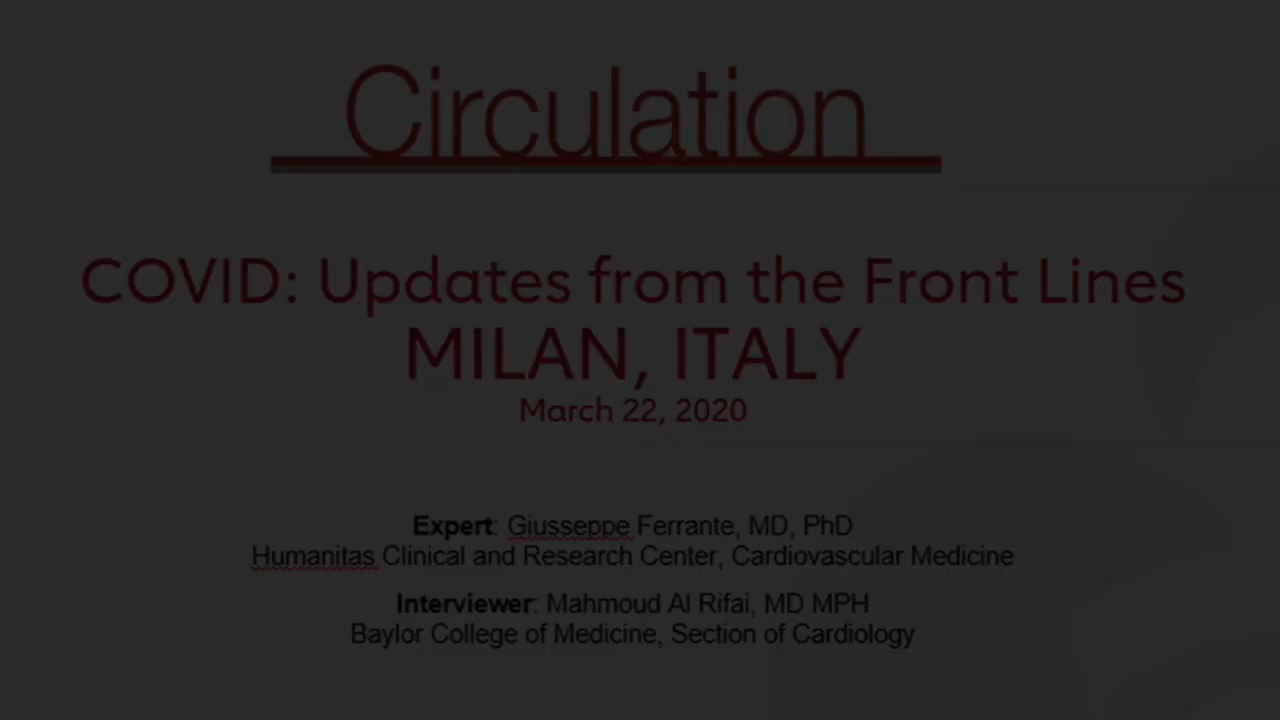 Circulation
COVID: Updates from the Front Lines
MILAN, ITALY
March 22, 2020
Expert: Giusseppe Ferrante, MD, PhD
Humanitas Clinical and Research Center, Cardiovascular Medicine
Interviewer: Mahmoud Al Rifai, MD MPH
Baylor College of Medicine, Section of Cardiology